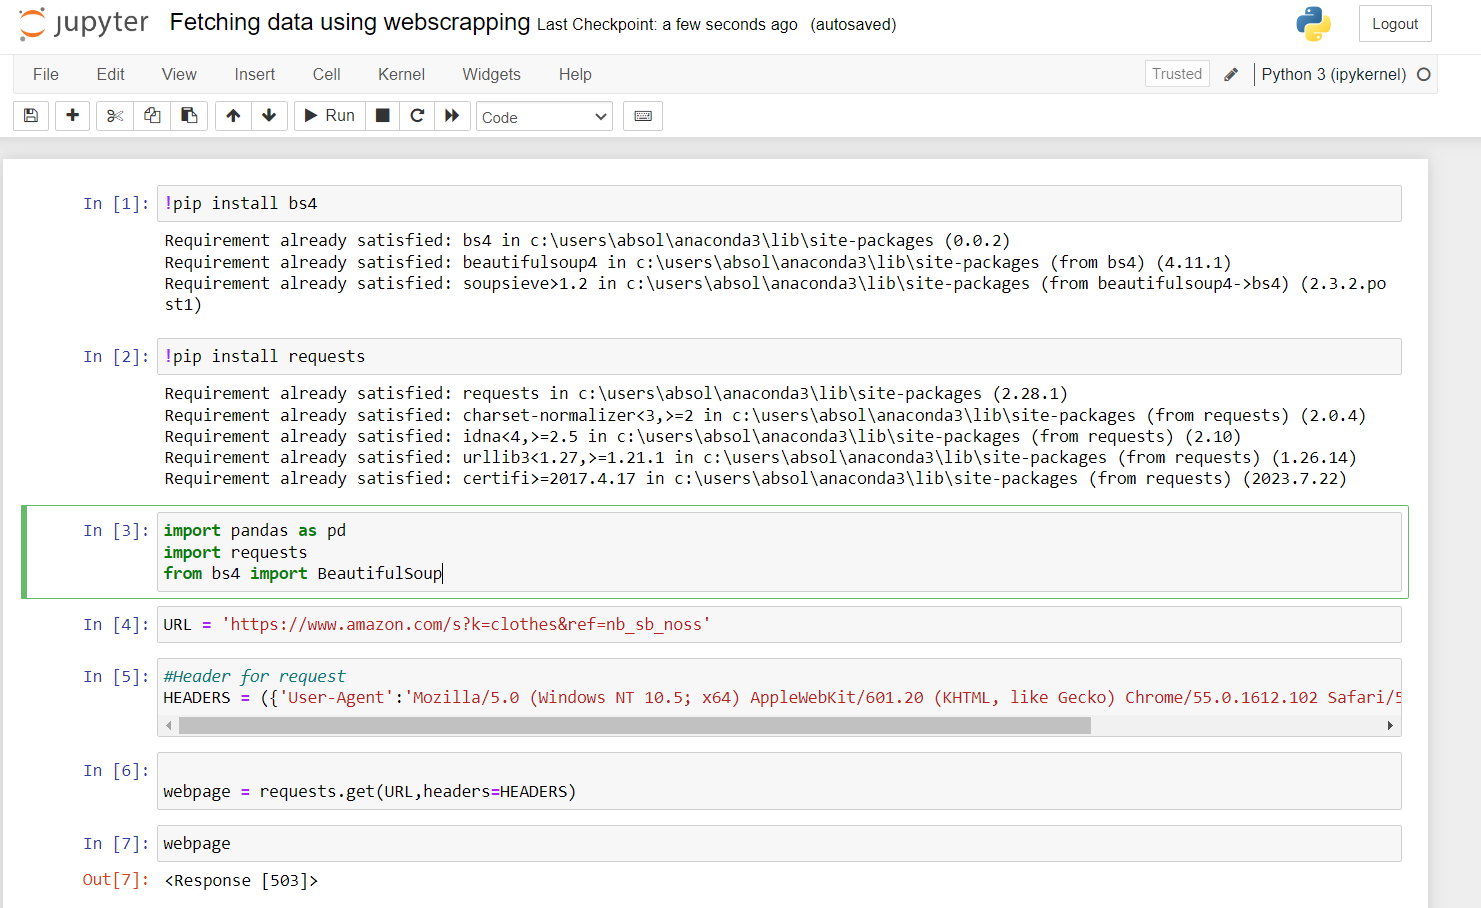 jupyter Fetching data using webscrapping Last Checkpoint: a few seconds ago (autosaved) Logout
File Edit View Insert Cell Kernel Widgets Help Trusted Python 3 (ipykernel)
Run Code
In [1]: !pip install bs4
Requirement already satisfied: bs4 in c:\users\absol\anaconda3\lib\site-packages (0.0.2)
Requirement already satisfied: beautifulsoup4 in c:\users\absol\anaconda3\lib\site-packages (from bs4) (4.11.1)
Requirement already satisfied: soupsieve>1.2 in c:\users\absol\anaconda3\lib\site-packages (from beautifulsoup4->bs4) (2.3.2.po
st1)
In [2]: !pip install requests
Requirement already satisfied: requests in c:\users\absol\anaconda3\lib\site-packages (2.28.1)
Requirement already satisfied: charset-normalizer<3,>=2 in c:\users\absol\anaconda3\lib\site-packages (from requests) (2.0.4)
Requirement already satisfied: idna<4,>=2.5 in c:\users\absol\anaconda3\lib\site-packages (from requests) (2.10)
Requirement already satisfied: urllib3<1.27,>=1.21.1 in c:\users\absol\anaconda3\lib\site-packages (from requests) (1.26.14)
Requirement already satisfied: certifi>=2017.4.17 in c:\users\absol\anaconda3\lib\site-packages (from requests) (2023.7.22)
In [3]: import pandas as pd
import requests
from bs4 import BeautifulSoup
In [4]: URL = 'https://www.amazon.com/s?k=clothes&ref=nb_sb_noss'
In [5]: #Header for request
HEADERS = ({'User-Agent':'Mozilla/5.0 (Windows NT 10.5; x64) AppleWebKit/601.20 (KHTML, like Gecko) Chrome/55.0.1612.102 Safari/5
In [6]:
webpage = requests.get(URL,headers=HEADERS)
In [7]: webpage
Out[7]: <Response [503]>